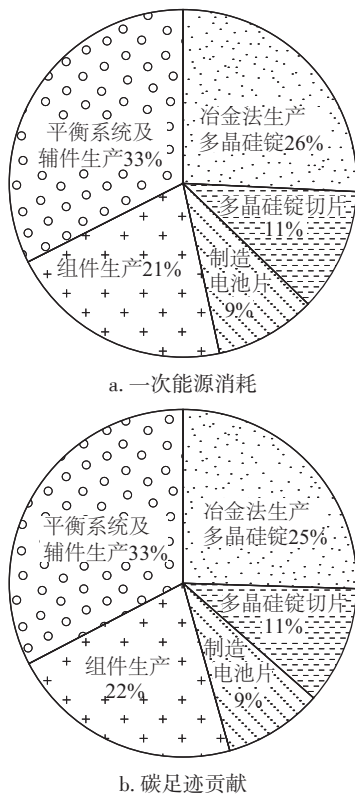 平衡系统及
辅件生产33%
冶金法生产
多晶硅锭26%
多晶硅锭切片
11%
制造
电池片
9%
组件生产21%
a. 一次能源消耗
平衡系统及
辅件生产33%
冶金法生产
多晶硅锭25%
多晶硅锭切片
11%
制造
电池片
9%
组件生产
22%
b. 碳足迹贡献